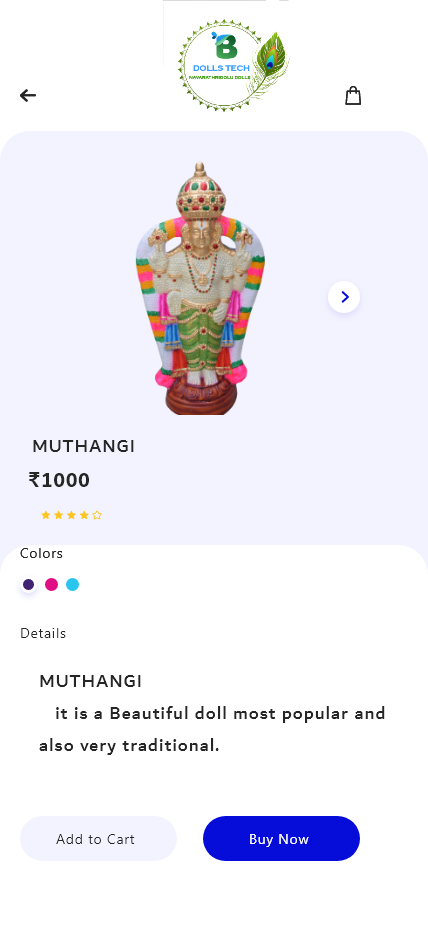 B
DOLLS TECH
NAVARATHIRIGOLU DOLLS
MUTHANGI
₹1000
Colors
Details
MUTHANGI
it is a Beautiful doll most popular and
also very traditional.
Add to Cart
Buy Now